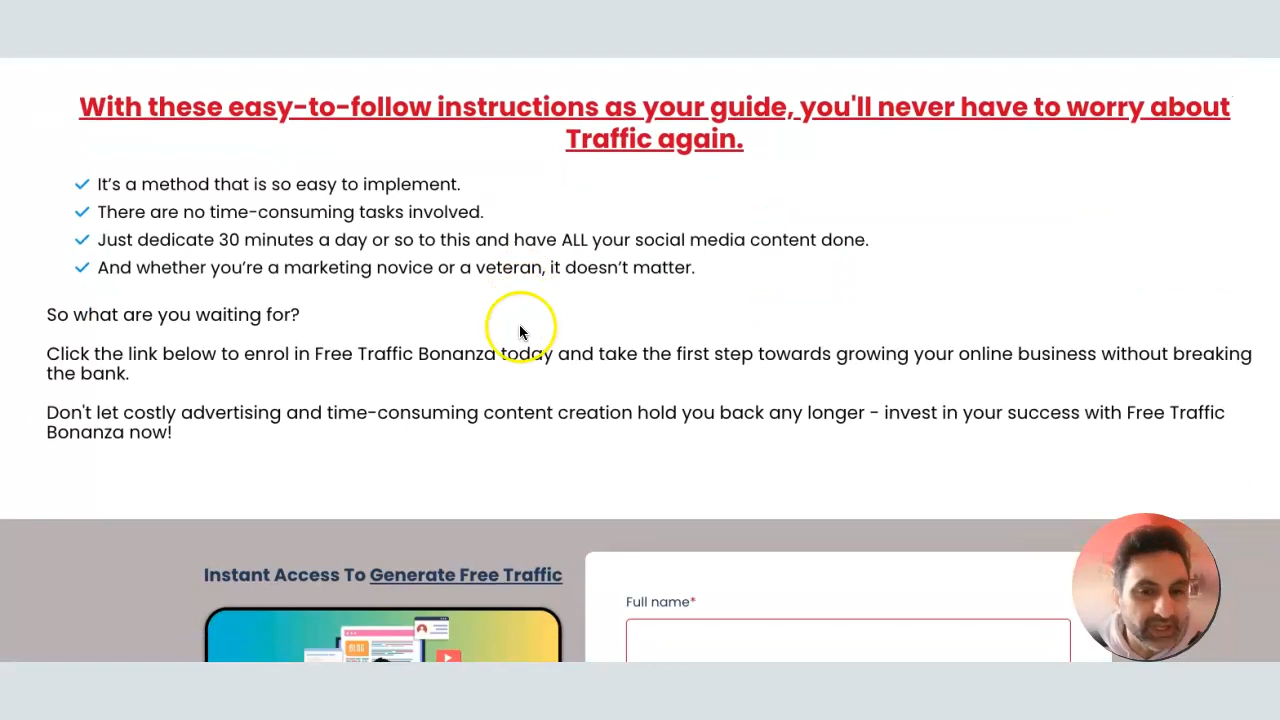 With these easy-to-follow instructions as your guide, you'll never have to worry about
Traffic again.
It's a method that is so easy to implement.
There are no time-consuming tasks involved.
Just dedicate 30 minutes a day or so to this and have ALL your social media content done.
And whether you're a marketing novice or a veteran, it doesn't matter.
So what are you waiting for?
Click the link below to enrol in Free Traffic Bonanza today and take the first step towards growing your online business without breaking
the bank.
Don't let costly advertising and time-consuming content creation hold you back any longer - invest in your success with Free Traffic
Bonanza now!
Instant Access To Generate Free Traffic
Full name*
BLOG